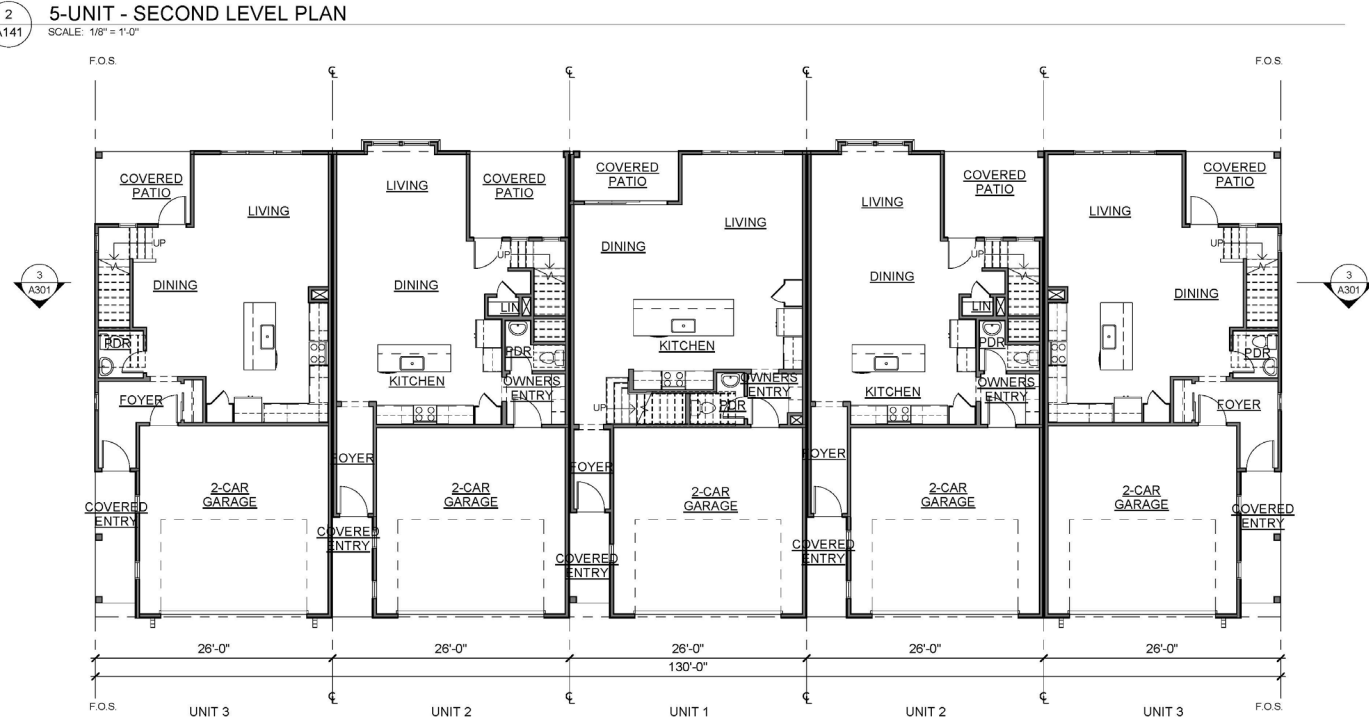 2
A141
5-UNIT - SECOND LEVEL PLAN
SCALE: 1/8" = 1'-0"
F.O.S.
F.O.S.
COVERED
PATIO
LIVING
UP
DINING
PDR
FOYER
2-CAR
GARAGE
COVERED
ENTRY
LIVING
COVERED
PATIO
UP
DINING
LIN
PDR
KITCHEN
OWNERS
ENTRY
FOYER
2-CAR
GARAGE
COVERED
ENTRY
COVERED
PATIO
LIVING
DINING
KITCHEN
OWNERS
ENTRY
UP
PDR
FOYER
2-CAR
GARAGE
COVERED
ENTRY
LIVING
COVERED
PATIO
UP
DINING
LIN
PDR
KITCHEN
OWNERS
ENTRY
FOYER
2-CAR
GARAGE
COVERED
ENTRY
LIVING
COVERED
PATIO
UP
DINING
PDR
FOYER
2-CAR
GARAGE
COVERED
ENTRY
3
A301
3
A301
26'-0"
26'-0"
26'-0"
26'-0"
26'-0"
130'-0"
F.O.S.
F.O.S.
UNIT 3
UNIT 2
UNIT 1
UNIT 2
UNIT 3